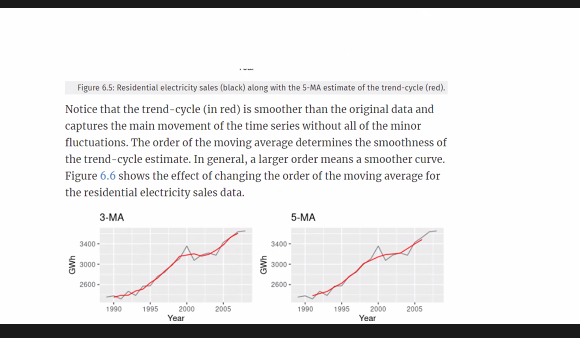 Figure 6.5: Residential electricity sales (black) along with the 5-MA estimate of the trend-cycle (red).
Notice that the trend-cycle (in red) is smoother than the original data and
captures the main movement of the time series without all of the minor
fluctuations. The order of the moving average determines the smoothness of
the trend-cycle estimate. In general, a larger order means a smoother curve.
Figure 6.6 shows the effect of changing the order of the moving average for
the residential electricity sales data.
3-MA 5-MA
3400 3400
3000 3000
2600 2600
GWh GWh
1990 1995 2000 2005 1990 1995 2000 2005
Year Year